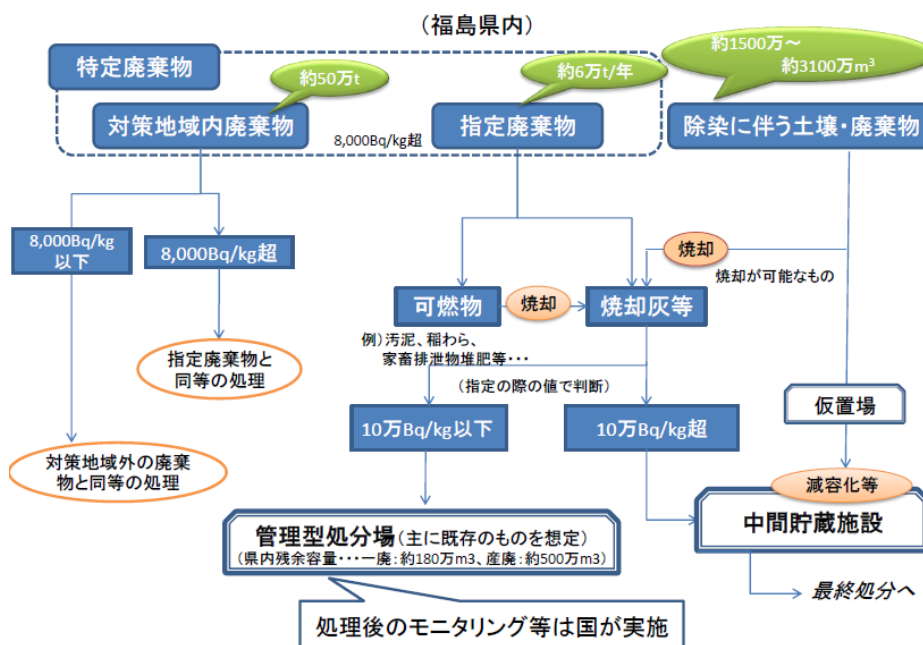 (福島県内)
特定廃棄物
約50万t
約6万t/年
約1500万～
約3100万m³
対策地域内廃棄物
指定廃棄物
除染に伴う土壌・廃棄物
8,000Bq/kg超
8,000Bq/kg
以下
8,000Bq/kg超
焼却
焼却が可能なもの
可燃物
焼却
焼却灰等
例)汚泥、稲わら、
家畜排泄物堆肥等・・・
指定廃棄物と
同等の処理
(指定の際の値で判断)
仮置場
10万Bq/kg以下
10万Bq/kg超
対策地域外の廃棄
物と同等の処理
減容化等
中間貯蔵施設
管理型処分場(主に既存のものを想定)
(県内残余容量・・・一廃:約180万m3、産廃:約500万m3)
最終処分へ
処理後のモニタリング等は国が実施